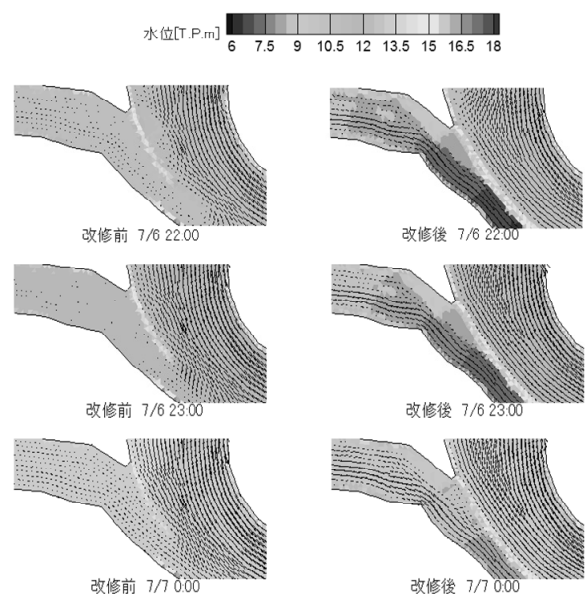 水位[T.P.m]
6 7.5 9 10.5 12 13.5 15 16.5 18
改修前 7/6 22:00
改修後 7/6 22:00
改修前 7/6 23:00
改修後 7/6 23:00
改修前 7/7 0:00
改修後 7/7 0:00